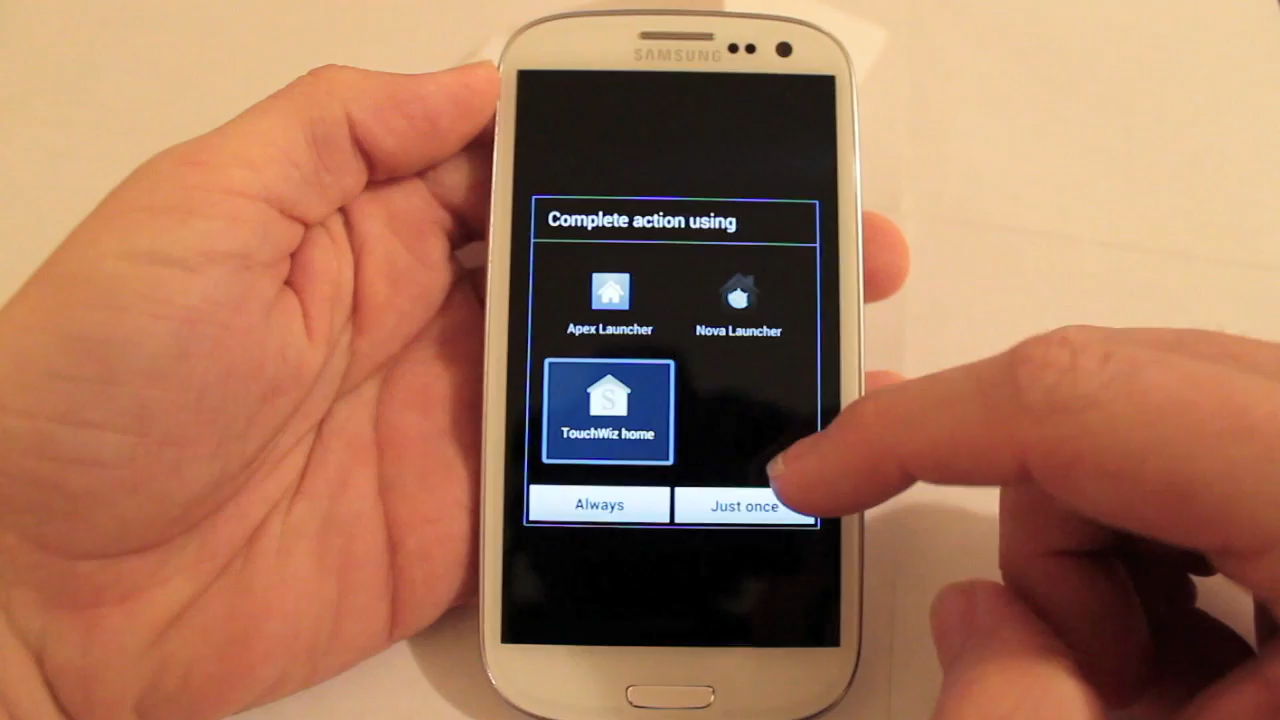 SAMSUNG
Complete action using
Apex Launcher
Nova Launcher
S
TouchWiz home
Always
Just once